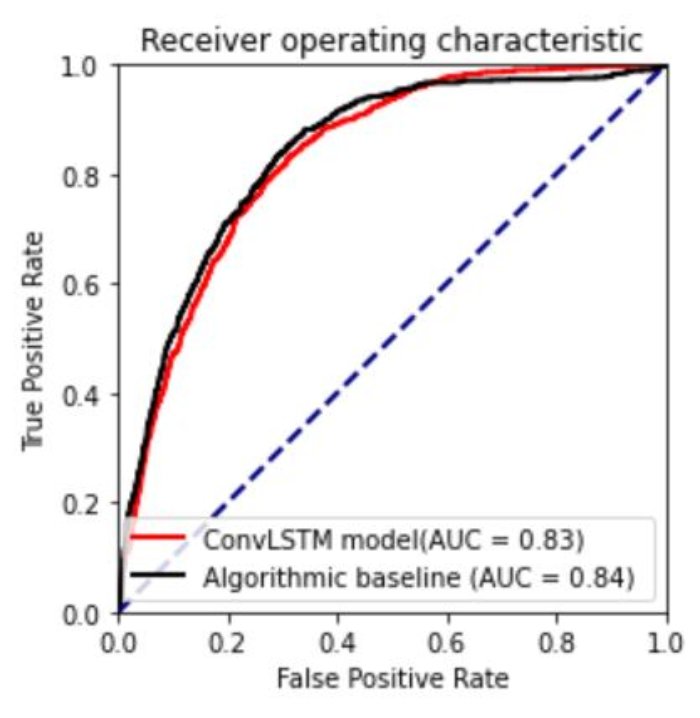 Receiver operating characteristic
True Positive Rate
1.0
0.8
0.6
0.4
0.2
0.0
ConvLSTM model(AUC = 0.83)
Algorithmic baseline (AUC = 0.84)
0.0 0.2 0.4 0.6 0.8 1.0
False Positive Rate